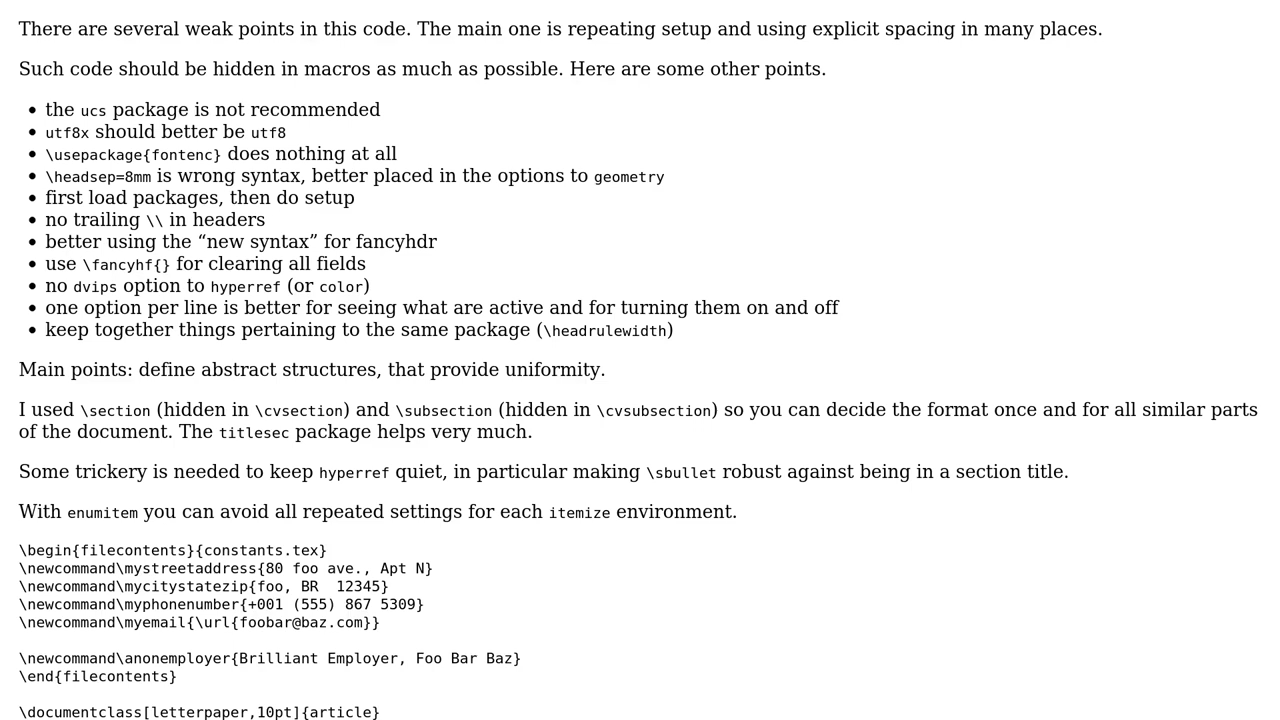 There are several weak points in this code. The main one is repeating setup and using explicit spacing in many places.
Such code should be hidden in macros as much as possible. Here are some other points.
• the ucs package is not recommended
• utf8x should better be utf8
• \usepackage{fontenc} does nothing at all
• \headsep=8mm is wrong syntax, better placed in the options to geometry
• first load packages, then do setup
• no trailing \\ in headers
• better using the “new syntax” for fancyhdr
• use \fancyhf{} for clearing all fields
• no dvips option to hyperref (or color)
• one option per line is better for seeing what are active and for turning them on and off
• keep together things pertaining to the same package (\headrulewidth)
Main points: define abstract structures, that provide uniformity.
I used \section (hidden in \cvsection) and \subsection (hidden in \cvsubsection) so you can decide the format once and for all similar parts
of the document. The titlesec package helps very much.
Some trickery is needed to keep hyperref quiet, in particular making \sbullet robust against being in a section title.
With enumitem you can avoid all repeated settings for each itemize environment.
\begin{filecontents}{constants.tex}
\newcommand\mystreetaddress{80 foo ave., Apt N}
\newcommand\mycitystatezip{foo, BR  12345}
\newcommand\myphonenumber{+001 (555) 867 5309}
\newcommand\myemail{\url{foobar@baz.com}}
\newcommand\anonemployer{Brilliant Employer, Foo Bar Baz}
\end{filecontents}
\documentclass[letterpaper,10pt]{article}